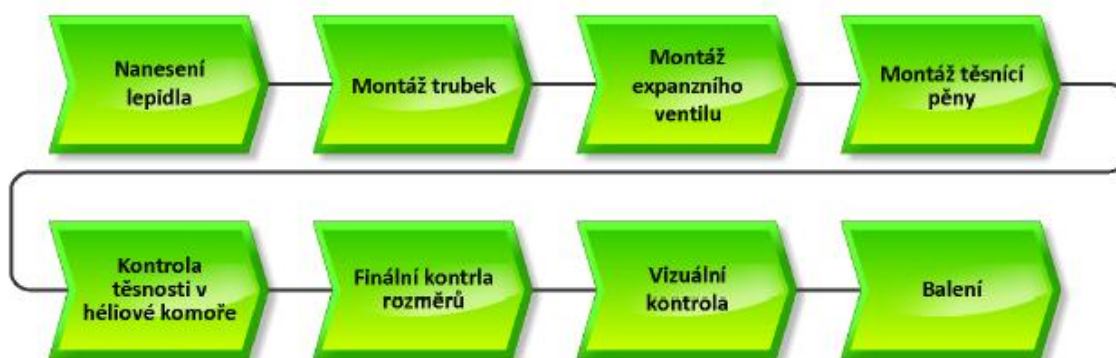 Nanesení
lepidla
Montáž trubek
Montáž
expanzního
ventilu
Montáž těsnící
pěny
Kontrola
těsnosti v
héliové komoře
Finální kontrla
rozměrů
Vizuální
kontrola
Balení